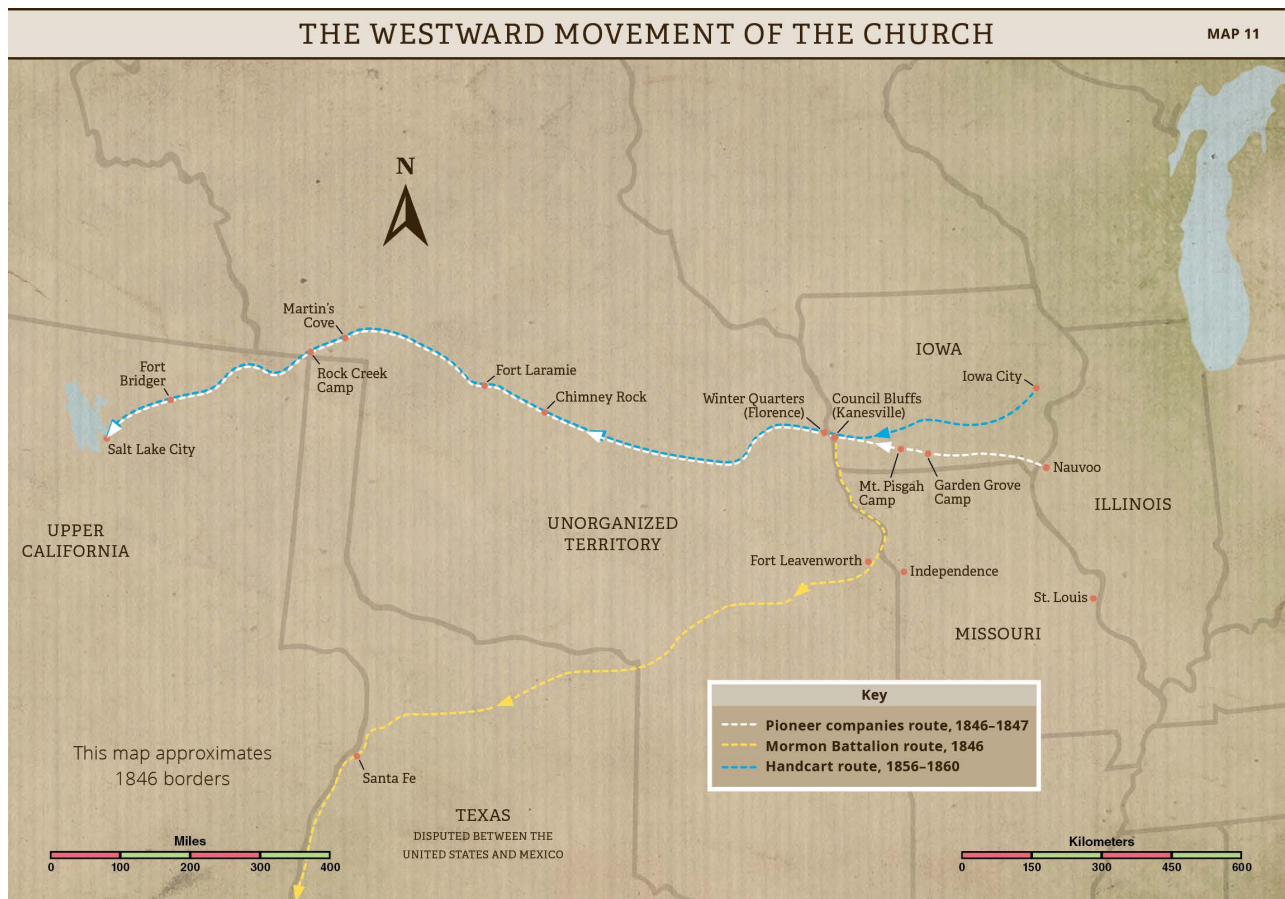 THE WESTWARD MOVEMENT OF THE CHURCH
MAP 11
N
Martin's
Cove
Fort
Bridger
Rock Creek
Camp
Salt Lake City
Fort Laramie
Chimney Rock
Winter Quarters
(Florence)
Council Bluffs
(Kanesville)
IOWA
Iowa City
Nauvoo
Mt. Pisgah
Camp
Garden Grove
Camp
ILLINOIS
UPPER
CALIFORNIA
UNORGANIZED
TERRITORY
Fort Leavenworth
Independence
St. Louis
MISSOURI
Key
Pioneer companies route, 1846–1847
Mormon Battalion route, 1846
Handcart route, 1856–1860
This map approximates
1846 borders
Santa Fe
TEXAS
DISPUTED BETWEEN THE
UNITED STATES AND MEXICO
Miles
0 100 200 300 400
Kilometers
0 150 300 450 600